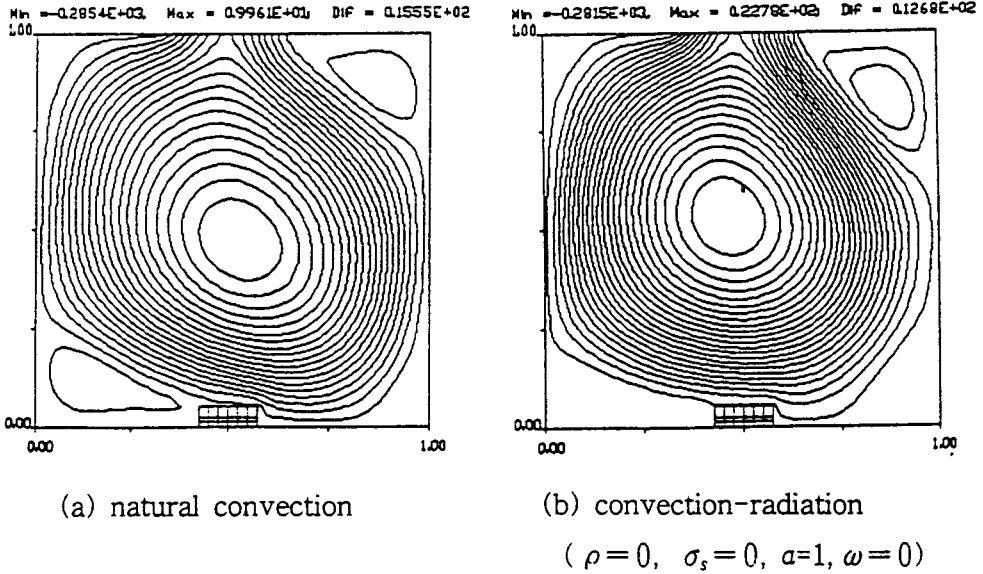 Min =-0.2854E+03, Max = 0.9961E+01, Dif = 0.1555E+02
1.00
0.00
0.00 1.00
(a) natural convection
Min =-0.2815E+03, Max = 0.2278E+02, Dif = 0.1268E+02
1.00
0.00
0.00 1.00
(b) convection-radiation
( ρ=0, σₛ=0, a=1, ω=0)